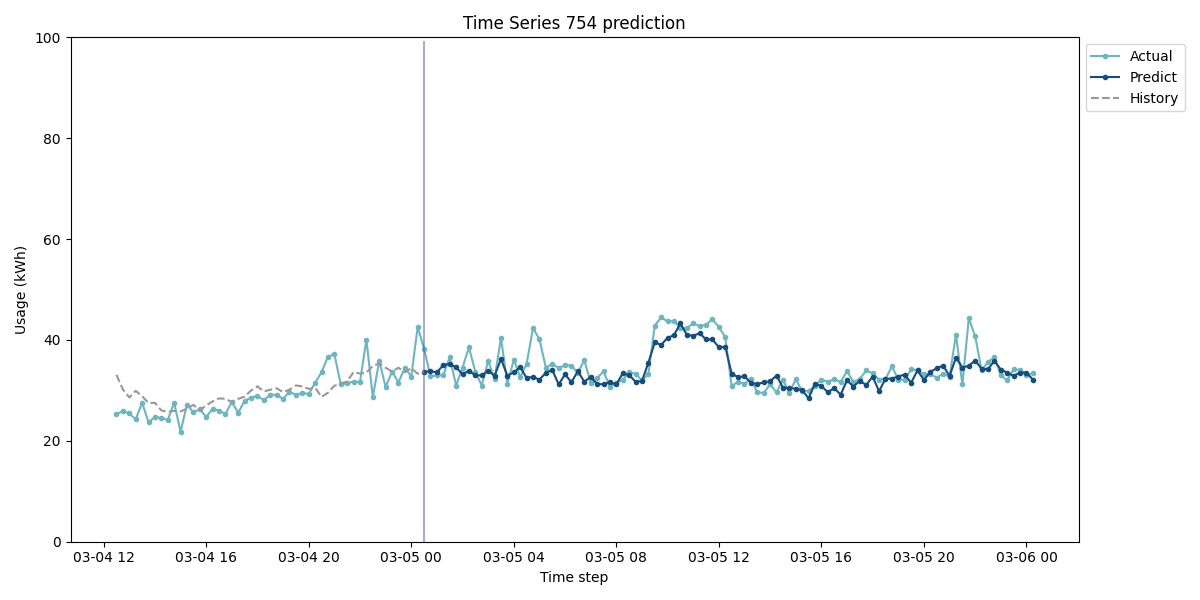 Time Series 754 prediction
100
80
60
40
20
0
Usage (kWh)
03-04 12 03-04 16 03-04 20 03-05 00 03-05 04 03-05 08 03-05 12 03-05 16 03-05 20 03-06 00
Time step
Actual
Predict
History